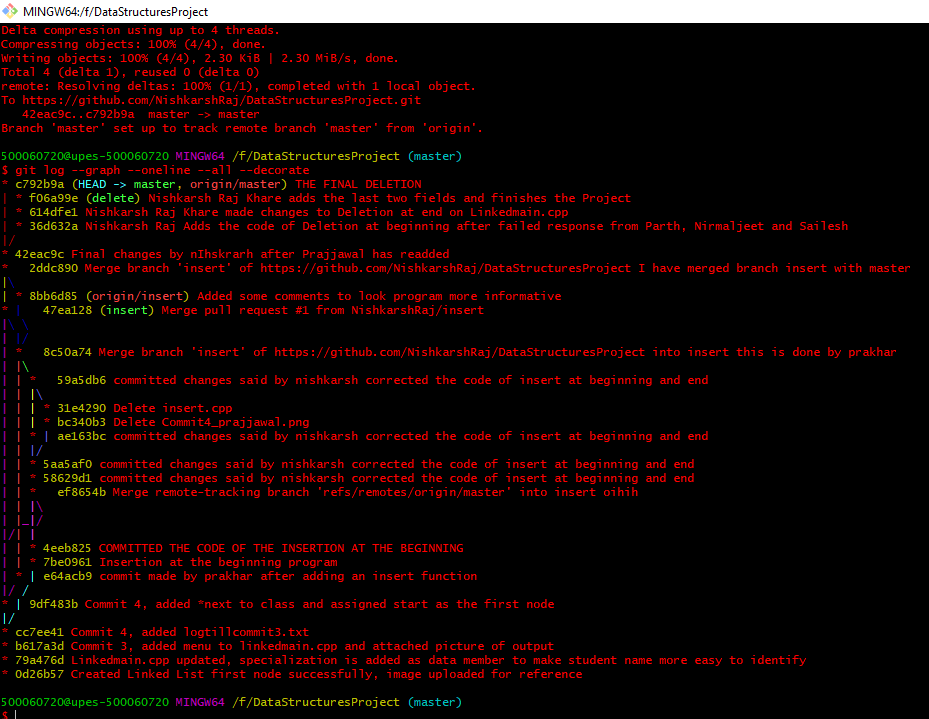 MINGW64:/f/DataStructuresProject
Delta compression using up to 4 threads.
Compressing objects: 100% (4/4), done.
Writing objects: 100% (4/4), 2.30 KiB | 2.30 MiB/s, done.
Total 4 (delta 1), reused 0 (delta 0)
remote: Resolving deltas: 100% (1/1), completed with 1 local object.
To https://github.com/NishkarshRaj/DataStructuresProject.git
   42eac9c..c792b9a  master -> master
Branch 'master' set up to track remote branch 'master' from 'origin'.
500060720@upes-500060720 MINGW64 /f/DataStructuresProject (master)
$ git log --graph --oneline --all --decorate
* c792b9a (HEAD -> master, origin/master) THE FINAL DELETION
| * f06a99e (delete) Nishkarsh Raj Khare adds the last two fields and finishes the Project
| * 614dfe1 Nishkarsh Raj Khare made changes to Deletion at end on Linkedmain.cpp
| * 36d632a Nishkarsh Raj Adds the code of Deletion at beginning after failed response from Parth, Nirmaljeet and Sailesh
|/
* 42eac9c Final changes by nIhskrarh after Prajjawal has readded
*   2ddc890 Merge branch 'insert' of https://github.com/NishkarshRaj/DataStructuresProject I have merged branch insert with master
|\
| * 8bb6d85 (origin/insert) Added some comments to look program more informative
* |   47ea128 (insert) Merge pull request #1 from NishkarshRaj/insert
|\ \
| |/
| *   8c50a74 Merge branch 'insert' of https://github.com/NishkarshRaj/DataStructuresProject into insert this is done by prakhar
| |\
| | *   59a5db6 committed changes said by nishkarsh corrected the code of insert at beginning and end
| | |\
| | | * 31e4290 Delete insert.cpp
| | | * bc340b3 Delete Commit4_prajjawal.png
| | * | ae163bc committed changes said by nishkarsh corrected the code of insert at beginning and end
| | |/
| | * 5aa5af0 committed changes said by nishkarsh corrected the code of insert at beginning and end
| | * 58629d1 committed changes said by nishkarsh corrected the code of insert at beginning and end
| | *   ef8654b Merge remote-tracking branch 'refs/remotes/origin/master' into insert oihih
| | |\
| |_|/
|/| |
| | * 4eeb825 COMMITTED THE CODE OF THE INSERTION AT THE BEGINNING
| | * 7be0961 Insertion at the beginning program
| * | e64acb9 commit made by prakhar after adding an insert function
|/ /
* | 9df483b Commit 4, added *next to class and assigned start as the first node
|/
* cc7ee41 Commit 4, added logtillcommit3.txt
* b617a3d Commit 3, added menu to linkedmain.cpp and attached picture of output
* 79a476d Linkedmain.cpp updated, specialization is added as data member to make student name more easy to identify
* 0d26b57 Created Linked List first node successfully, image uploaded for reference
500060720@upes-500060720 MINGW64 /f/DataStructuresProject (master)
$